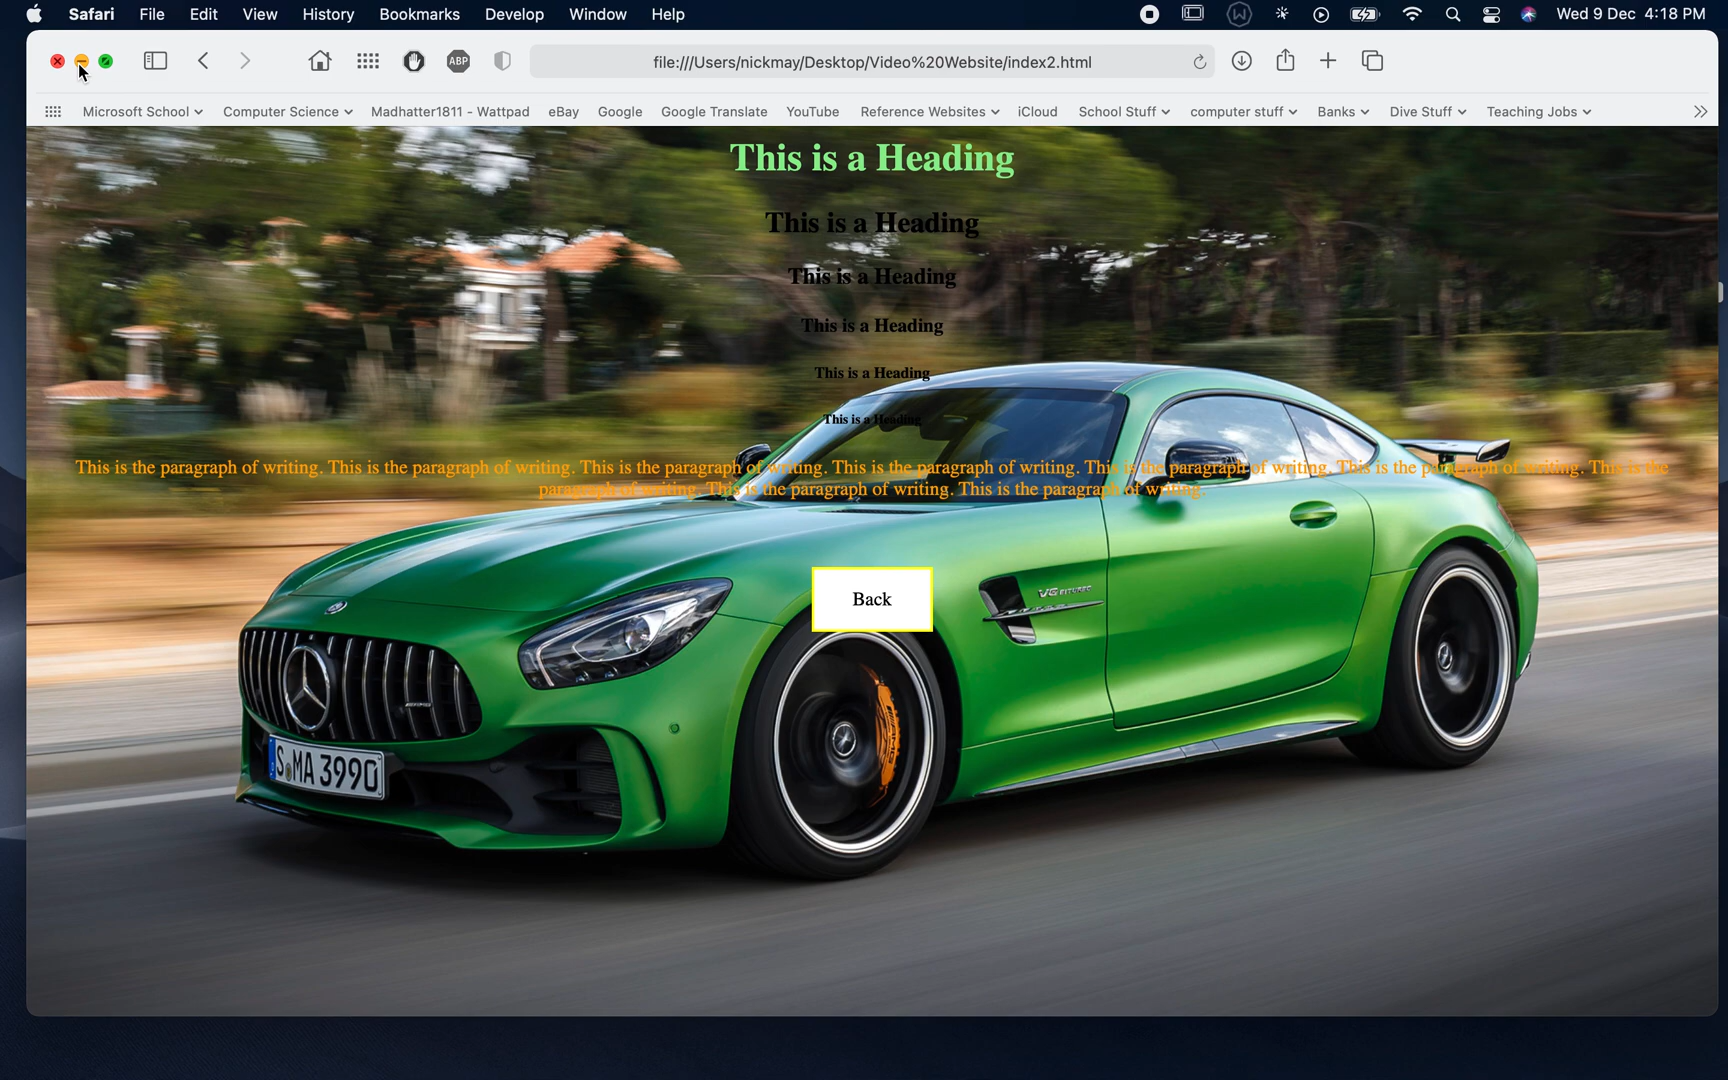 Safari File Edit View History Bookmarks Develop Window Help Wed 9 Dec 4:18 PM
ABP file:///Users/nickmay/Desktop/Video%20Website/index2.html
Microsoft School Computer Science Madhatter1811 - Wattpad eBay Google Google Translate YouTube Reference Websites iCloud School Stuff computer stuff Banks Dive Stuff Teaching Jobs
This is a Heading
This is a Heading
This is a Heading
This is a Heading
This is a Heading
This is a Heading
This is the paragraph of writing. This is the paragraph of writing. This is the paragraph of writing. This is the paragraph of writing. This is the paragraph of writing. This is the paragraph of writing. This is the
paragraph of writing. This is the paragraph of writing. This is the paragraph of writing.
Back
V8 BITURBO
S MA 3990